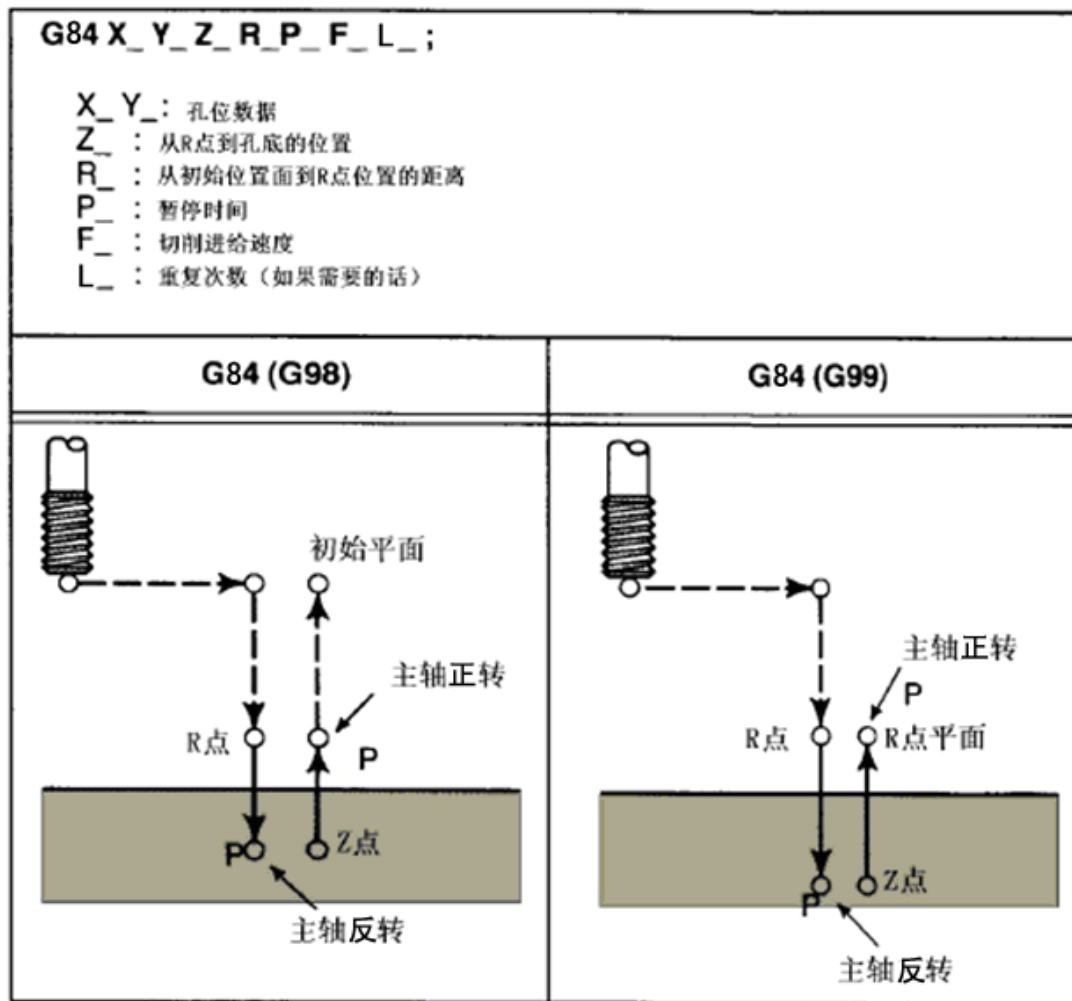 G84 X_ Y_ Z_ R_P_ F_ L_ ;
X_ Y_: 孔位数据
Z_ : 从R点到孔底的位置
R_ : 从初始位置面到R点位置的距离
P_ : 暂停时间
F_ : 切削进给速度
L_ : 重复次数（如果需要的话）
G84 (G98)
G84 (G99)
初始平面
主轴正转
R点
P
P
Z点
主轴反转
主轴正转
P
R点
R点平面
P
Z点
主轴反转